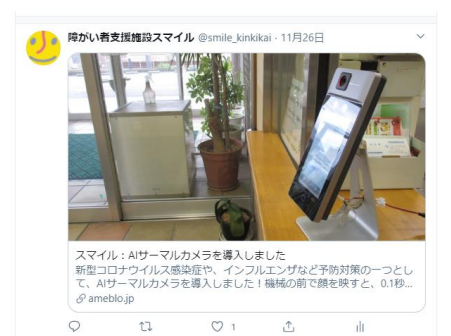 障がい者支援施設スマイル @smile_kinkikai · 11月26日
スマイル：AIサーマルカメラを導入しました
新型コロナウイルス感染症や、インフルエンザなど予防対策の一つとし
て、AIサーマルカメラを導入しました！機械の前で顔を映すと、0.1秒...
ameblo.jp
1